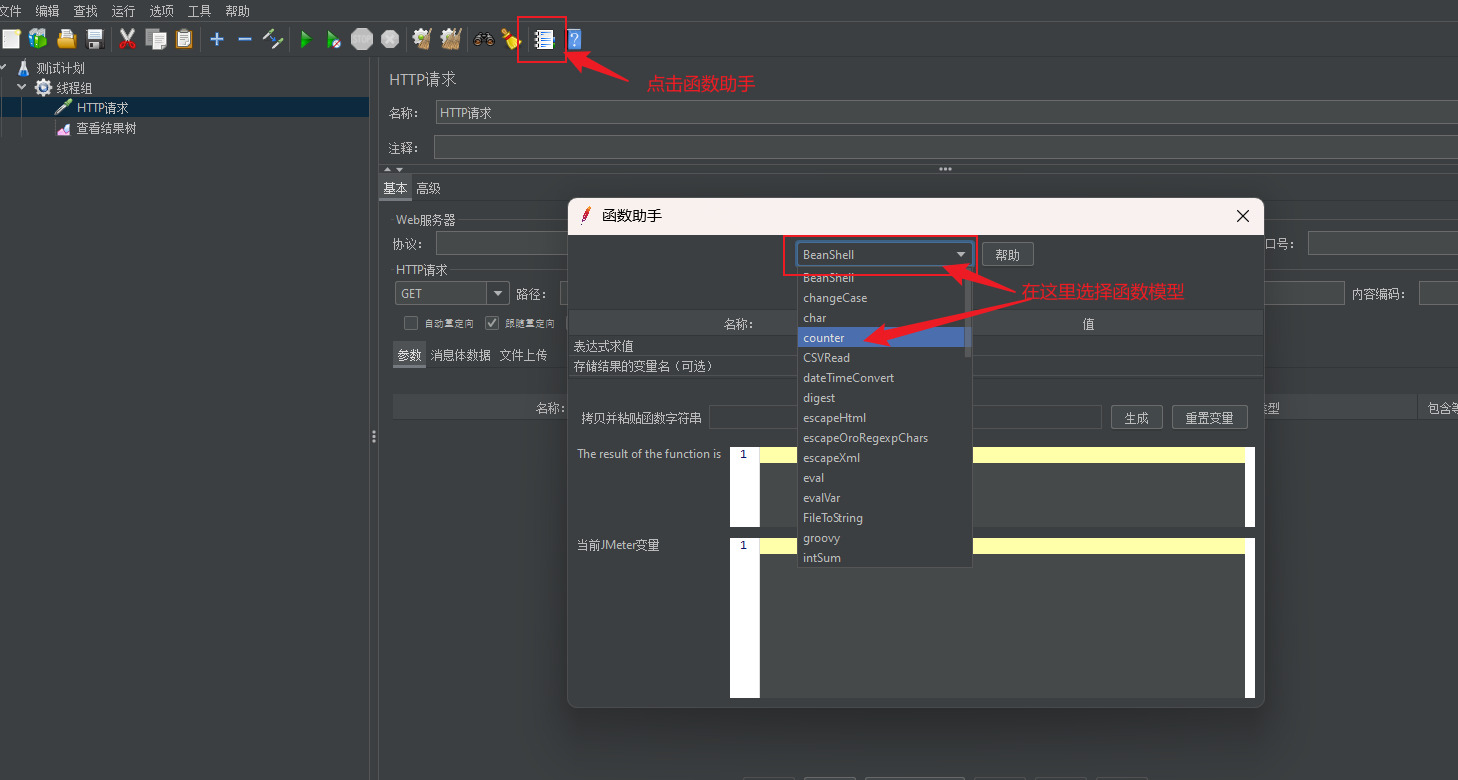 文件 编辑 查找 运行 选项 工具 帮助
STOP
?
点击函数助手
测试计划
线程组
HTTP请求
查看结果树
HTTP请求
名称： HTTP请求
注释：
基本 高级
Web服务器
协议：
口号：
HTTP请求
GET 路径：
内容编码：
自动重定向 跟随重定向
参数 消息体数据 文件上传
名称:
类型
包含等
函数助手
BeanShell 帮助
在这里选择函数模型
BeanShell
changeCase
char
counter
CSVRead
dateTimeConvert
digest
escapeHtml
escapeOroRegexpChars
escapeXml
eval
evalVar
FileToString
groovy
intSum
名称: 值
表达式求值
存储结果的变量名（可选）
拷贝并粘贴函数字符串 生成 重置变量
The result of the function is 1
当前JMeter变量 1